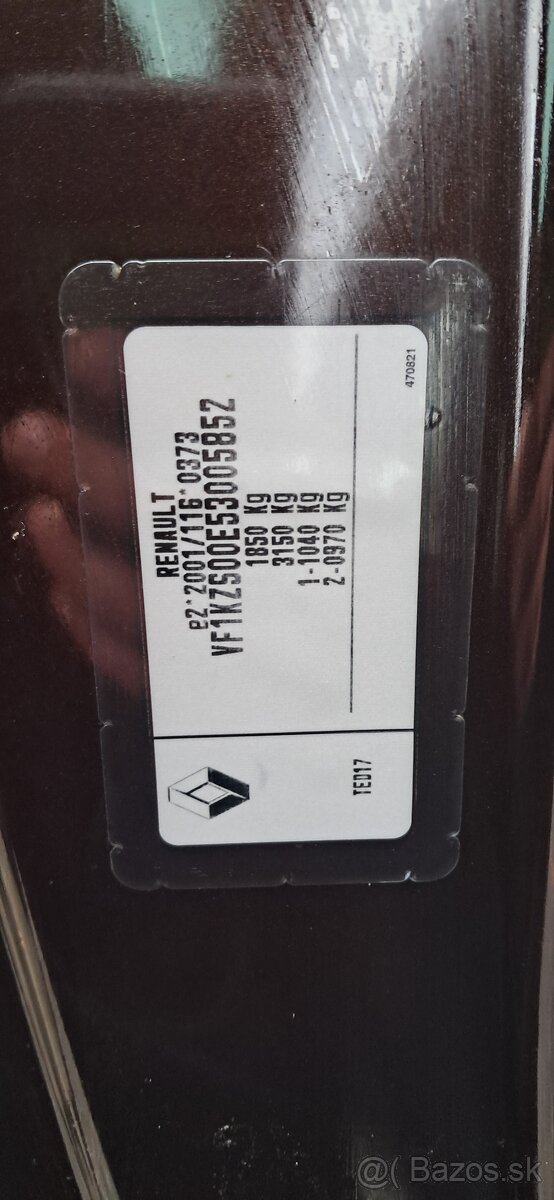 RENAULT
e2*2001/116*0373
VF1KZS00E53005852
1850 Kg
3150 Kg
1-1040 Kg
2-0970 Kg
470821
TED17
@( Bazos.sk